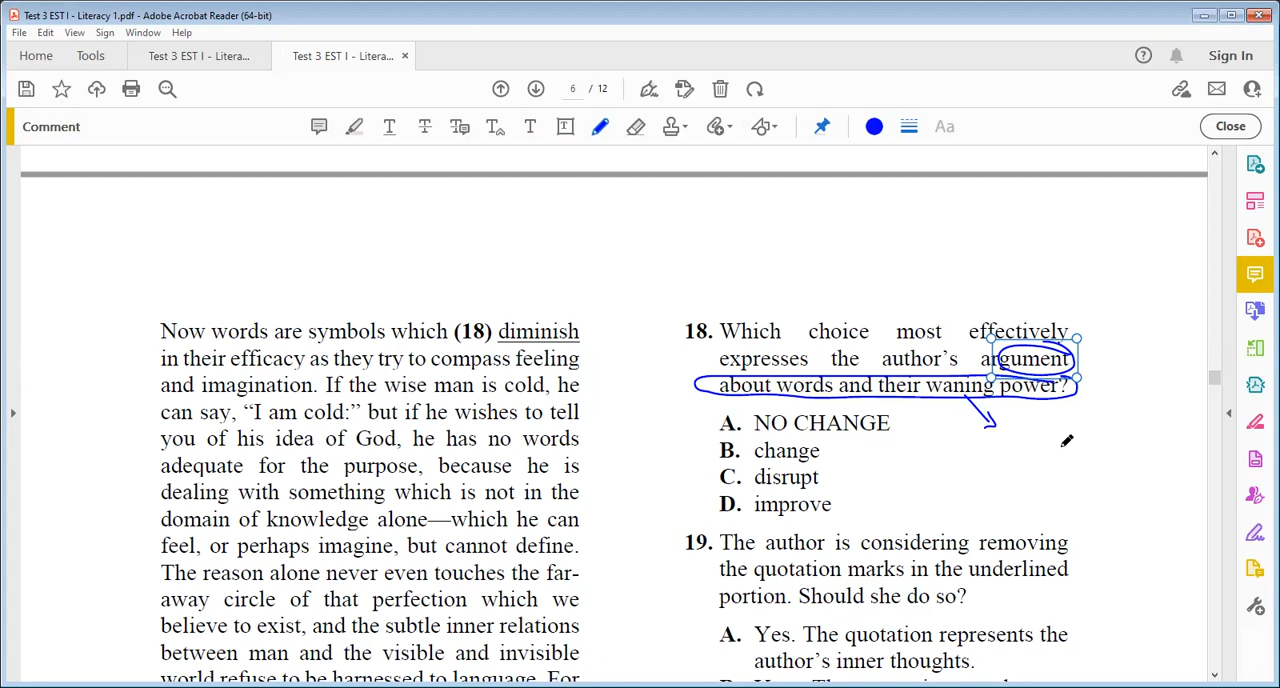 Test 3 EST I - Literacy 1.pdf - Adobe Acrobat Reader (64-bit)
File Edit View Sign Window Help
Home Tools Test 3 EST I - Litera... Test 3 EST I - Litera... × Sign In
6 / 12
Comment Aa Close
Now words are symbols which (18) diminish
in their efficacy as they try to compass feeling
and imagination. If the wise man is cold, he
can say, “I am cold:” but if he wishes to tell
you of his idea of God, he has no words
adequate for the purpose, because he is
dealing with something which is not in the
domain of knowledge alone—which he can
feel, or perhaps imagine, but cannot define.
The reason alone never even touches the far-
away circle of that perfection which we
believe to exist, and the subtle inner relations
between man and the visible and invisible
world refuse to be harnessed to language. For
18. Which choice most effectively
expresses the author’s argument
about words and their waning power?
A. NO CHANGE
B. change
C. disrupt
D. improve
19. The author is considering removing
the quotation marks in the underlined
portion. Should she do so?
A. Yes. The quotation represents the
author’s inner thoughts.